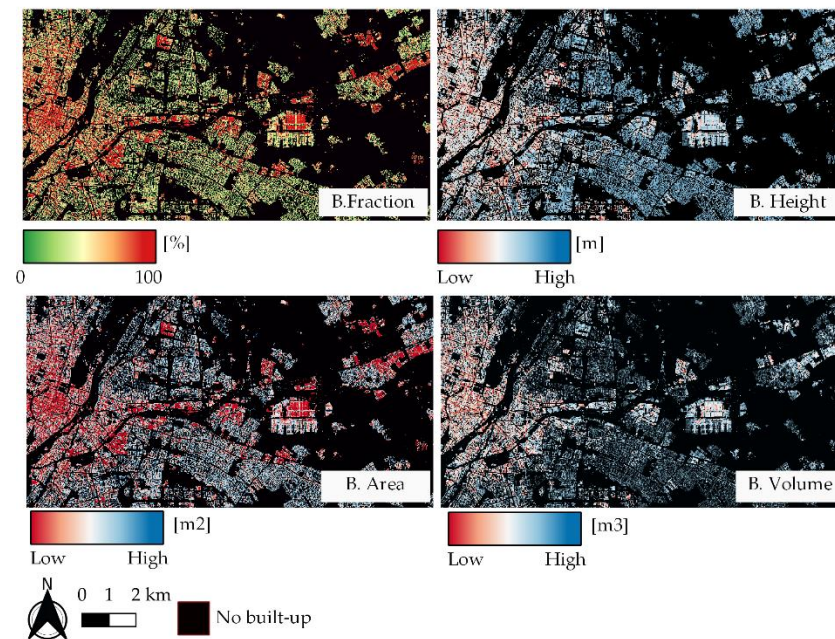 B.Fraction
B. Height
[%]
0 100
[m]
Low High
B. Area
B. Volume
[m2]
Low High
[m3]
Low High
N
0 1 2 km
No built-up